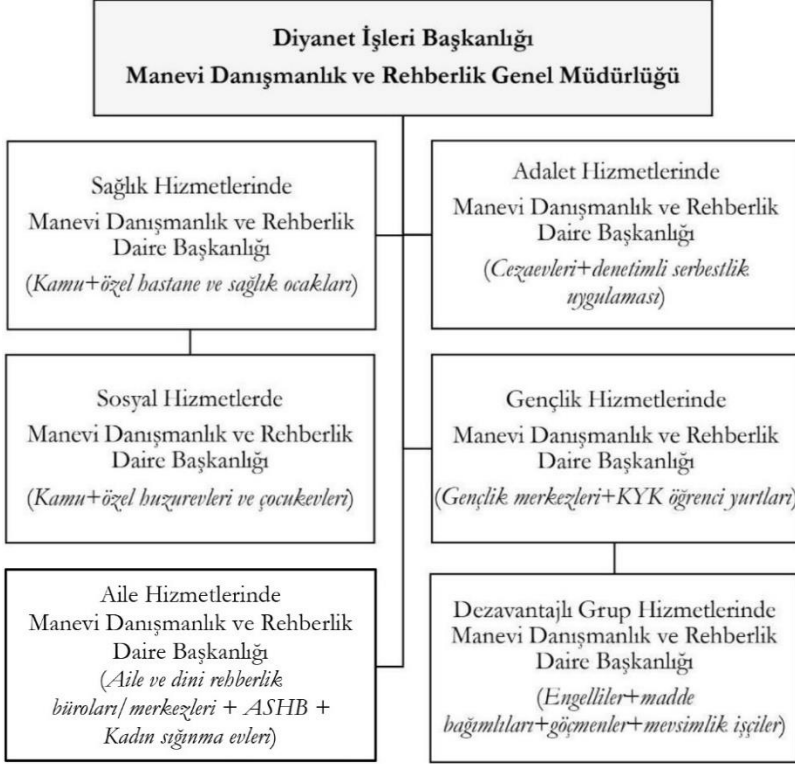 Diyanet İşleri Başkanlığı
Manevi Danışmanlık ve Rehberlik Genel Müdürlüğü
Sağlık Hizmetlerinde
Manevi Danışmanlık ve Rehberlik
Daire Başkanlığı
(Kamu+özel hastane ve sağlık ocakları)
Adalet Hizmetlerinde
Manevi Danışmanlık ve Rehberlik
Daire Başkanlığı
(Cezaevleri+denetimli serbestlik
uygulaması)
Sosyal Hizmetlerde
Manevi Danışmanlık ve Rehberlik
Daire Başkanlığı
(Kamu+özel huzurevleri ve çocukevleri)
Gençlik Hizmetlerinde
Manevi Danışmanlık ve Rehberlik
Daire Başkanlığı
(Gençlik merkezleri+KYK öğrenci yurtları)
Aile Hizmetlerinde
Manevi Danışmanlık ve Rehberlik
Daire Başkanlığı
(Aile ve dini rehberlik
büroları/merkezleri + ASHB +
Kadın sığınma evleri)
Dezavantajlı Grup Hizmetlerinde
Manevi Danışmanlık ve Rehberlik
Daire Başkanlığı
(Engelliler+madde
bağımlıları+göçmenler+mevsimlik işçiler)